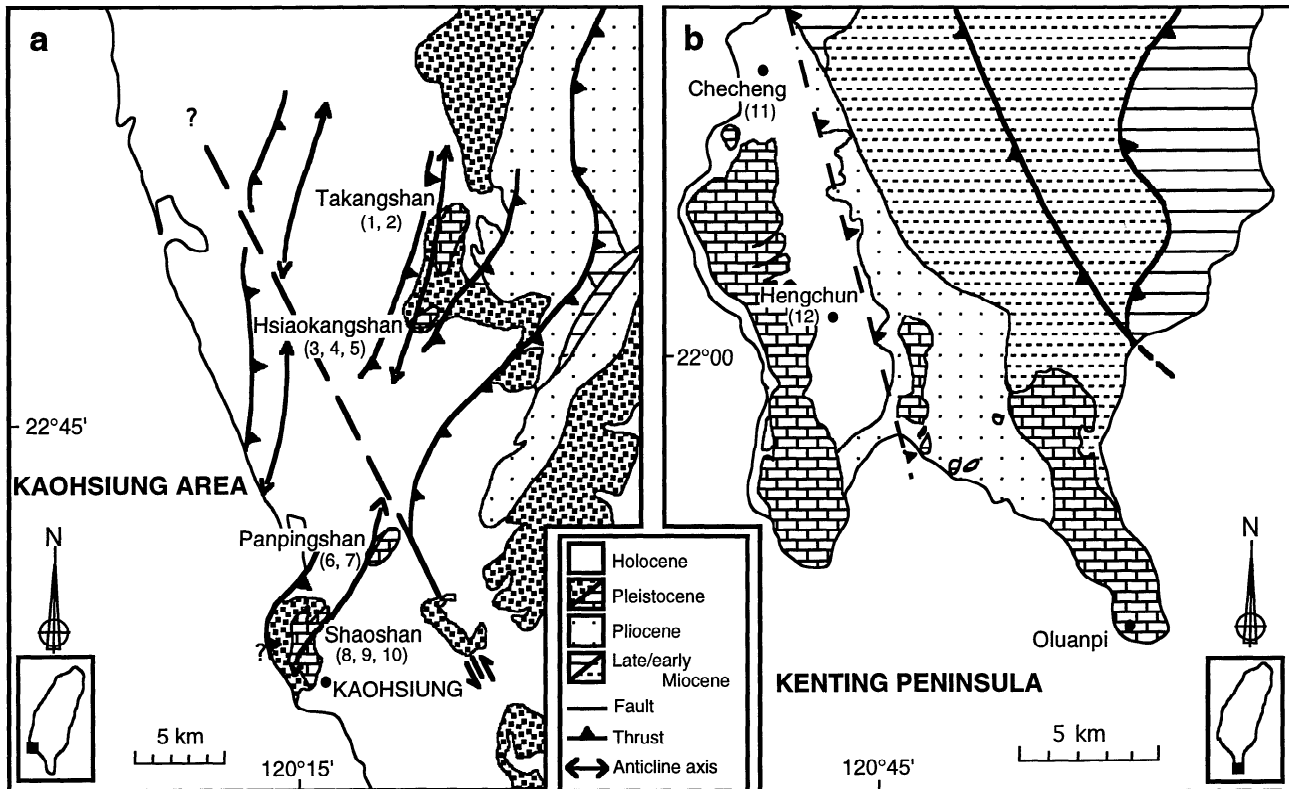 a
?
Takangshan
(1, 2)
Hsiaokangshan
(3, 4, 5)
22°45'
KAOHSIUNG AREA
N
Panpingshan
(6, 7)
?
Shaoshan
(8, 9, 10)
KAOHSIUNG
5 km
120°15'
Holocene
Pleistocene
Pliocene
Late/early
Miocene
Fault
Thrust
Anticline axis
b
Checheng
(11)
Hengchun
(12)
22°00
N
Oluanpi
KENTING PENINSULA
5 km
120°45'